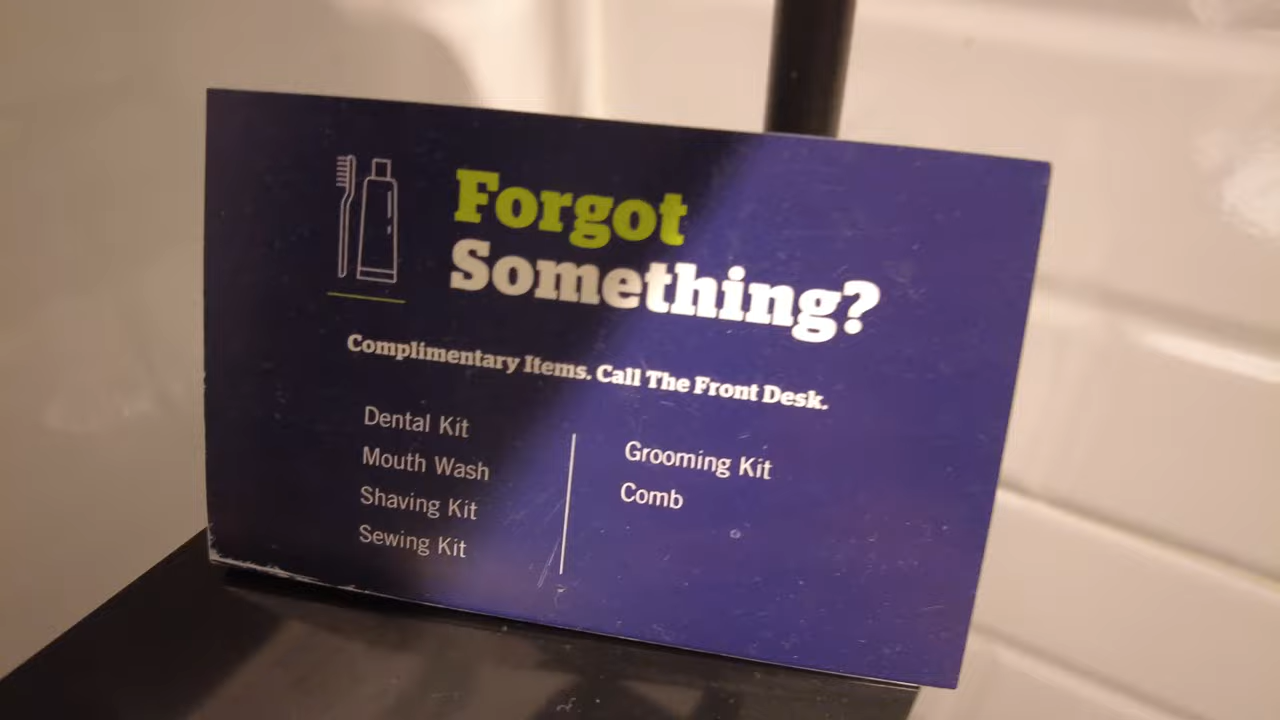 Forgot
Something?
Complimentary Items. Call The Front Desk.
Dental Kit
Mouth Wash
Shaving Kit
Sewing Kit
Grooming Kit
Comb